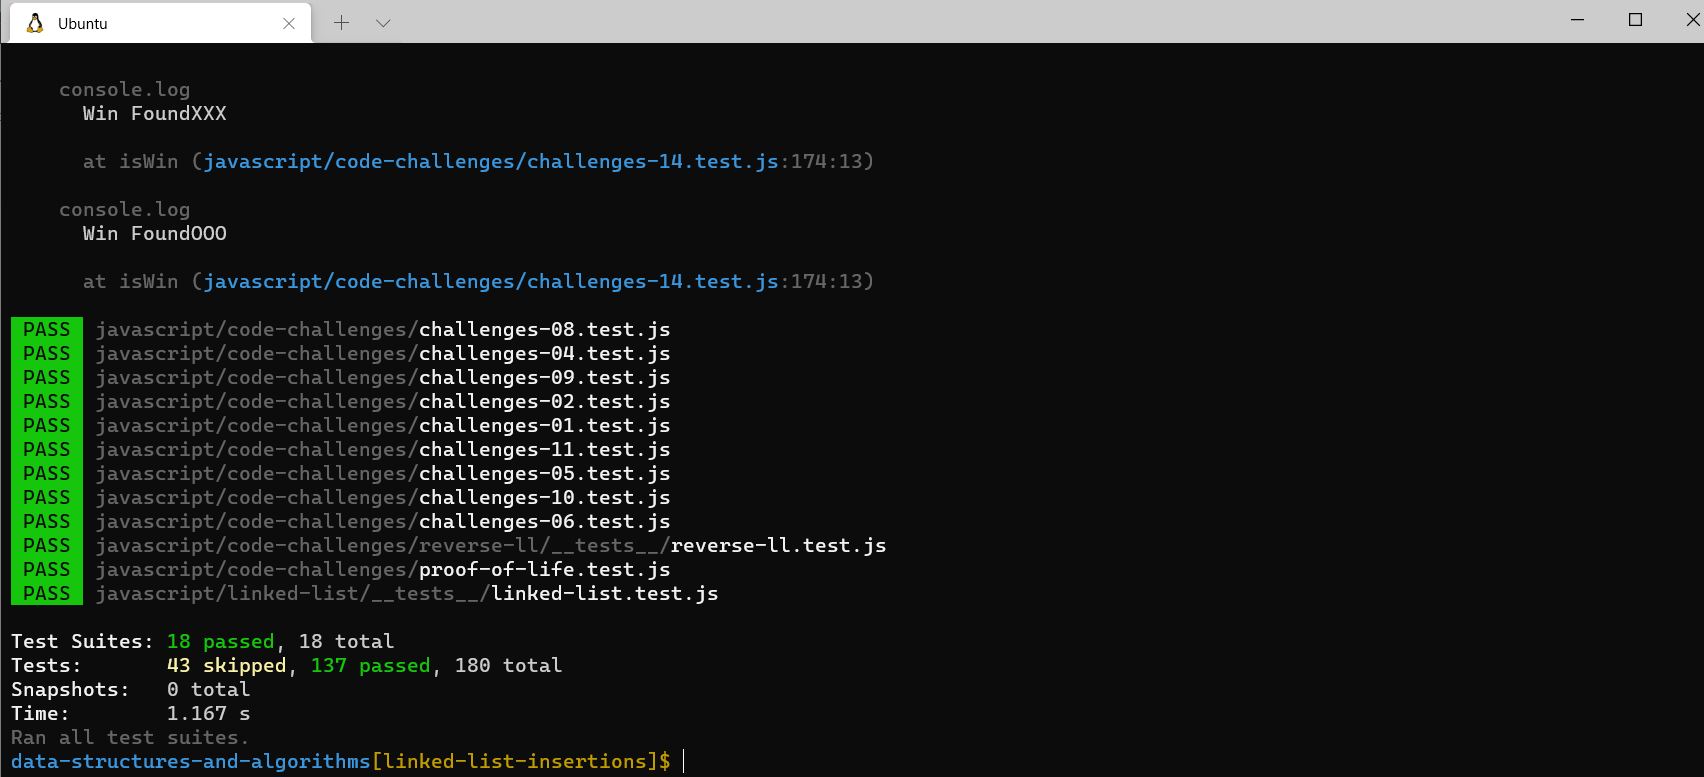 Ubuntu
console.log
Win FoundXXX
at isWin (javascript/code-challenges/challenges-14.test.js:174:13)
console.log
Win FoundOOO
at isWin (javascript/code-challenges/challenges-14.test.js:174:13)
PASS javascript/code-challenges/challenges-08.test.js
PASS javascript/code-challenges/challenges-04.test.js
PASS javascript/code-challenges/challenges-09.test.js
PASS javascript/code-challenges/challenges-02.test.js
PASS javascript/code-challenges/challenges-01.test.js
PASS javascript/code-challenges/challenges-11.test.js
PASS javascript/code-challenges/challenges-05.test.js
PASS javascript/code-challenges/challenges-10.test.js
PASS javascript/code-challenges/challenges-06.test.js
PASS javascript/code-challenges/reverse-ll/__tests__/reverse-ll.test.js
PASS javascript/code-challenges/proof-of-life.test.js
PASS javascript/linked-list/__tests__/linked-list.test.js
Test Suites: 18 passed, 18 total
Tests: 43 skipped, 137 passed, 180 total
Snapshots: 0 total
Time: 1.167 s
Ran all test suites.
data-structures-and-algorithms[linked-list-insertions]$